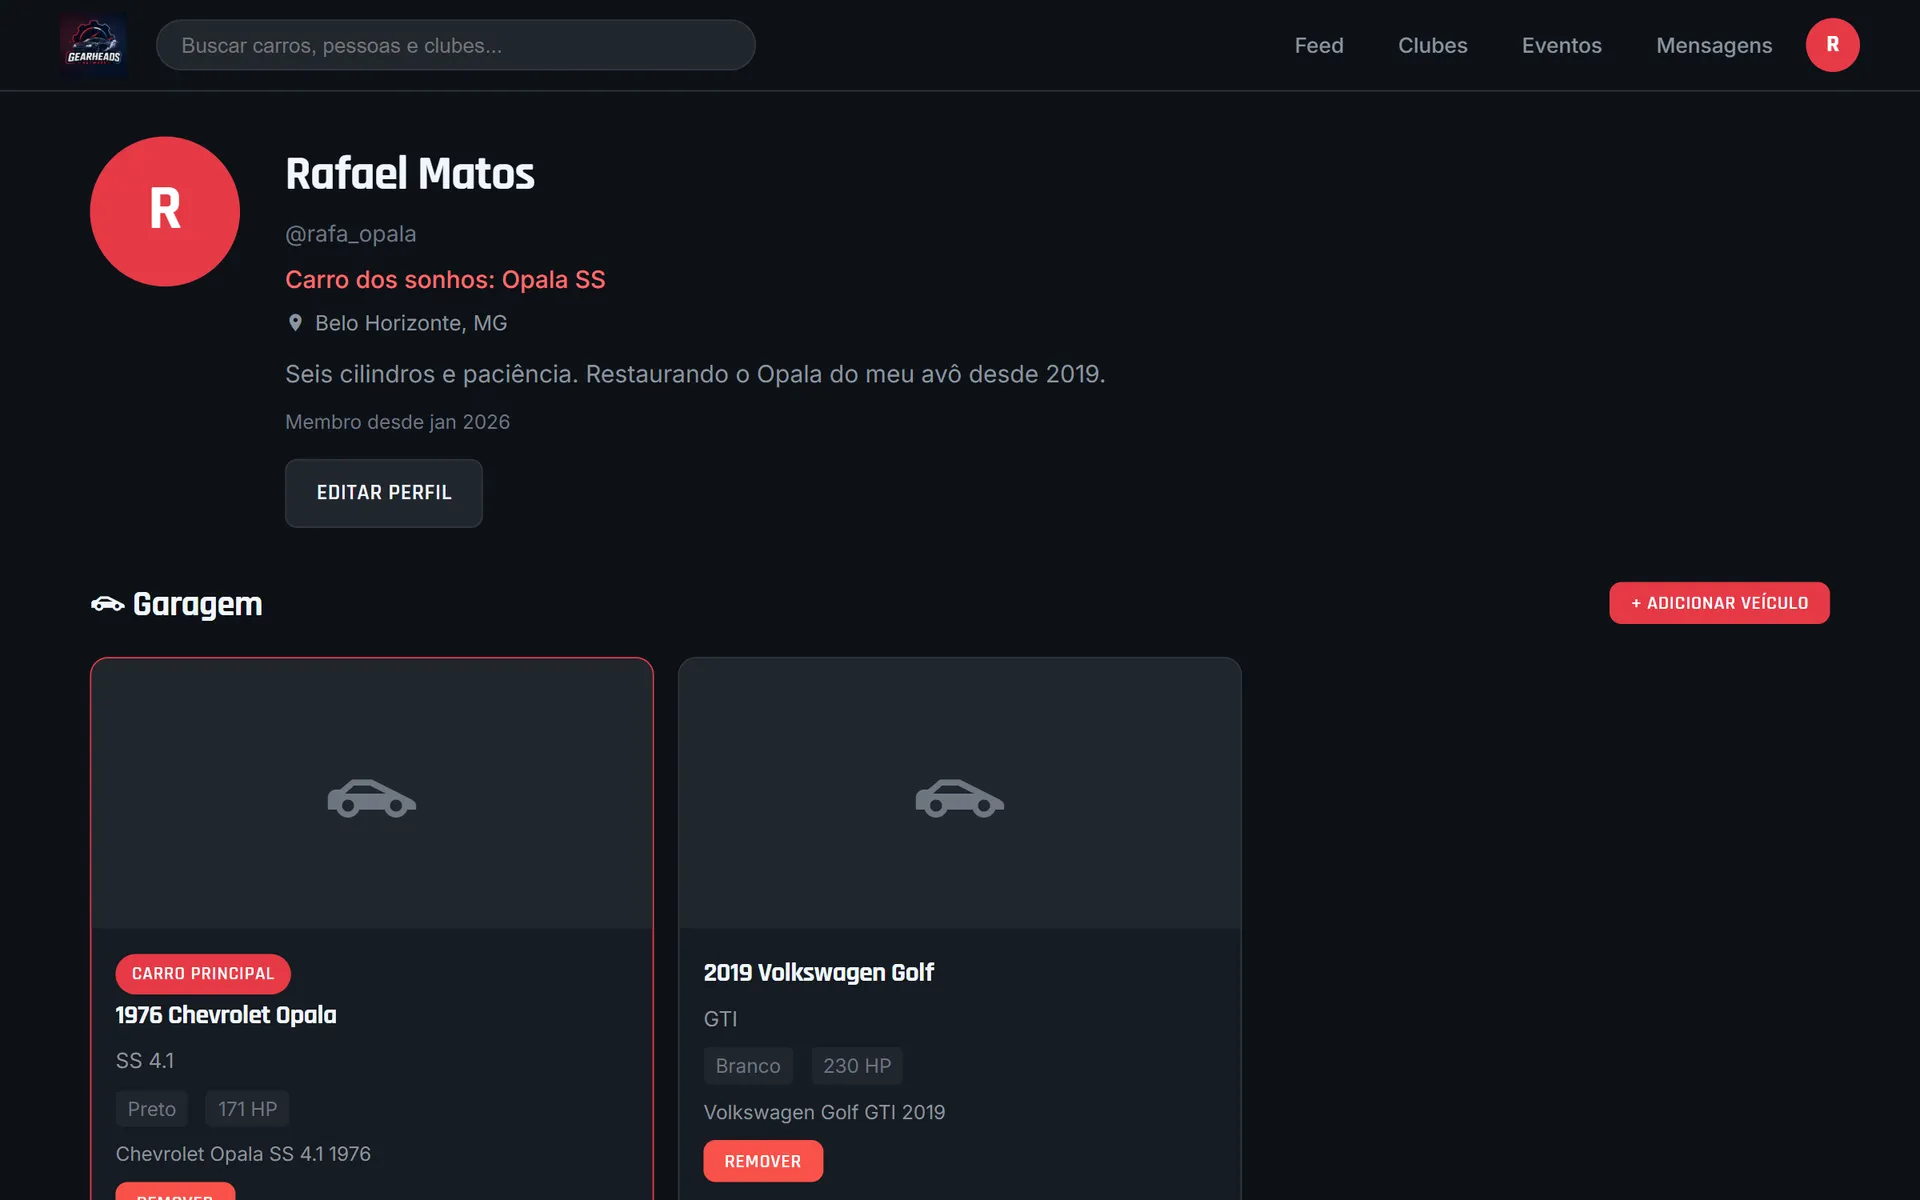 GEARHEADS
Buscar carros, pessoas e clubes...
Feed
Clubes
Eventos
Mensagens
R
R
Rafael Matos
@rafa_opala
Carro dos sonhos: Opala SS
Belo Horizonte, MG
Seis cilindros e paciência. Restaurando o Opala do meu avô desde 2019.
Membro desde jan 2026
EDITAR PERFIL
Garagem
+ ADICIONAR VEÍCULO
CARRO PRINCIPAL
1976 Chevrolet Opala
SS 4.1
Preto
171 HP
Chevrolet Opala SS 4.1 1976
REMOVER
2019 Volkswagen Golf
GTI
Branco
230 HP
Volkswagen Golf GTI 2019
REMOVER